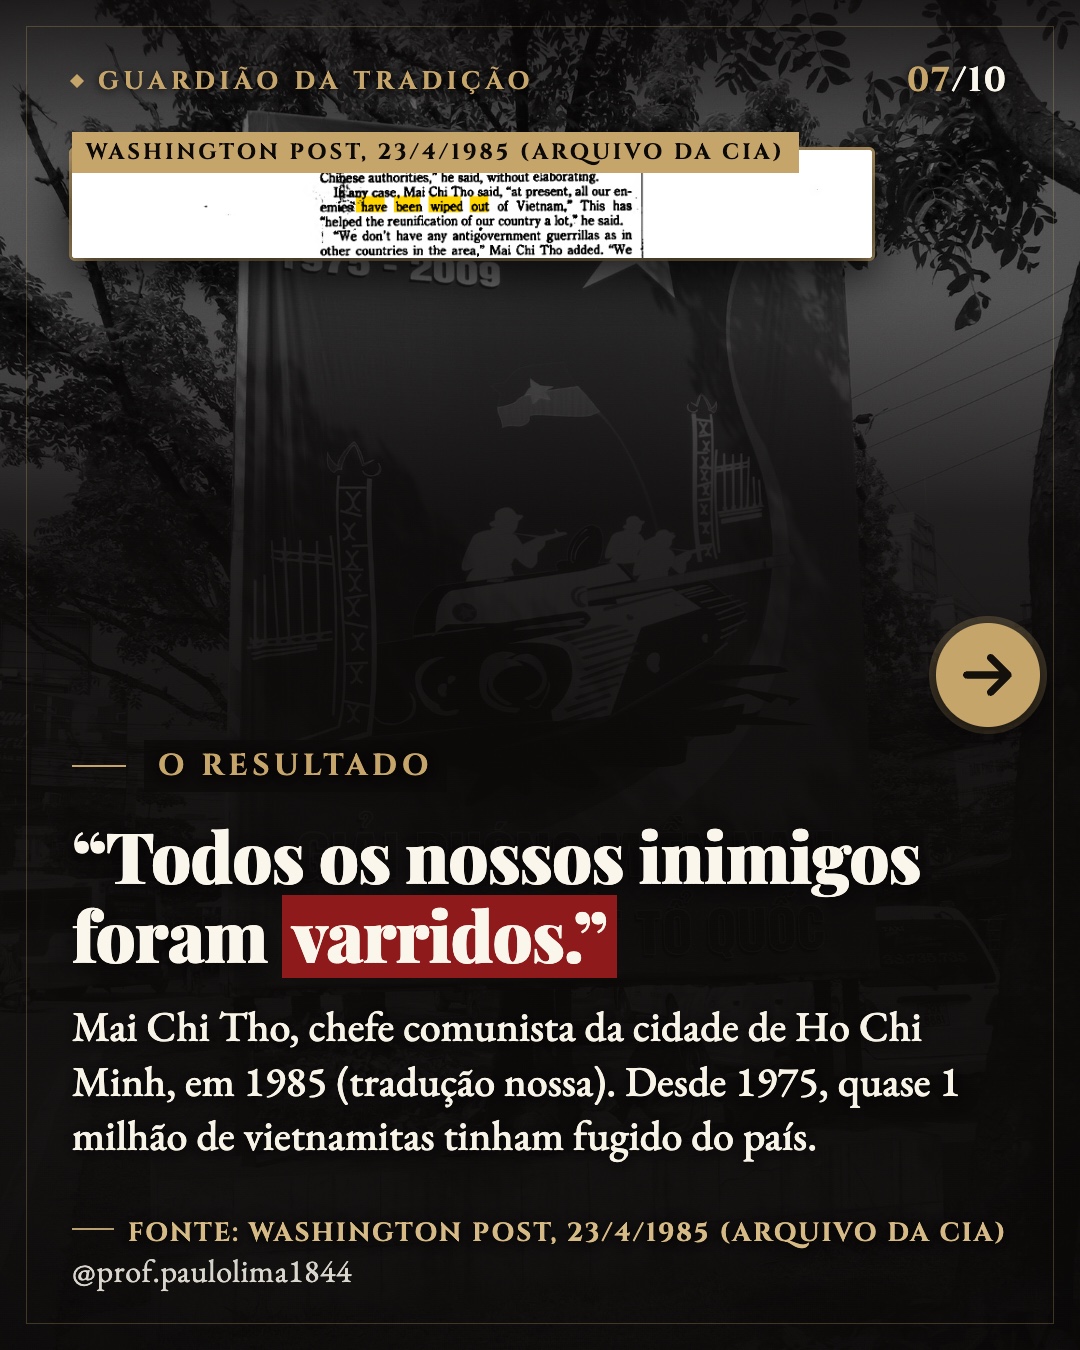 GUARDIÃO DA TRADIÇÃO
07/10
WASHINGTON POST, 23/4/1985 (ARQUIVO DA CIA)
Chinese authorities,” he said, without elaborating.
In any case, Mai Chi Tho said, “at present, all our en-
emies have been wiped out of Vietnam,” This has
“helped the reunification of our country a lot,” he said.
“We don’t have any antigovernment guerrillas as in
other countries in the area,” Mai Chi Tho added. “We
1975 - 2009
O RESULTADO
“Todos os nossos inimigos
foram varridos.”
TỔ QUỐC
Mai Chi Tho, chefe comunista da cidade de Ho Chi
Minh, em 1985 (tradução nossa). Desde 1975, quase 1
milhão de vietnamitas tinham fugido do país.
FONTE: WASHINGTON POST, 23/4/1985 (ARQUIVO DA CIA)
@prof.paulolima1844